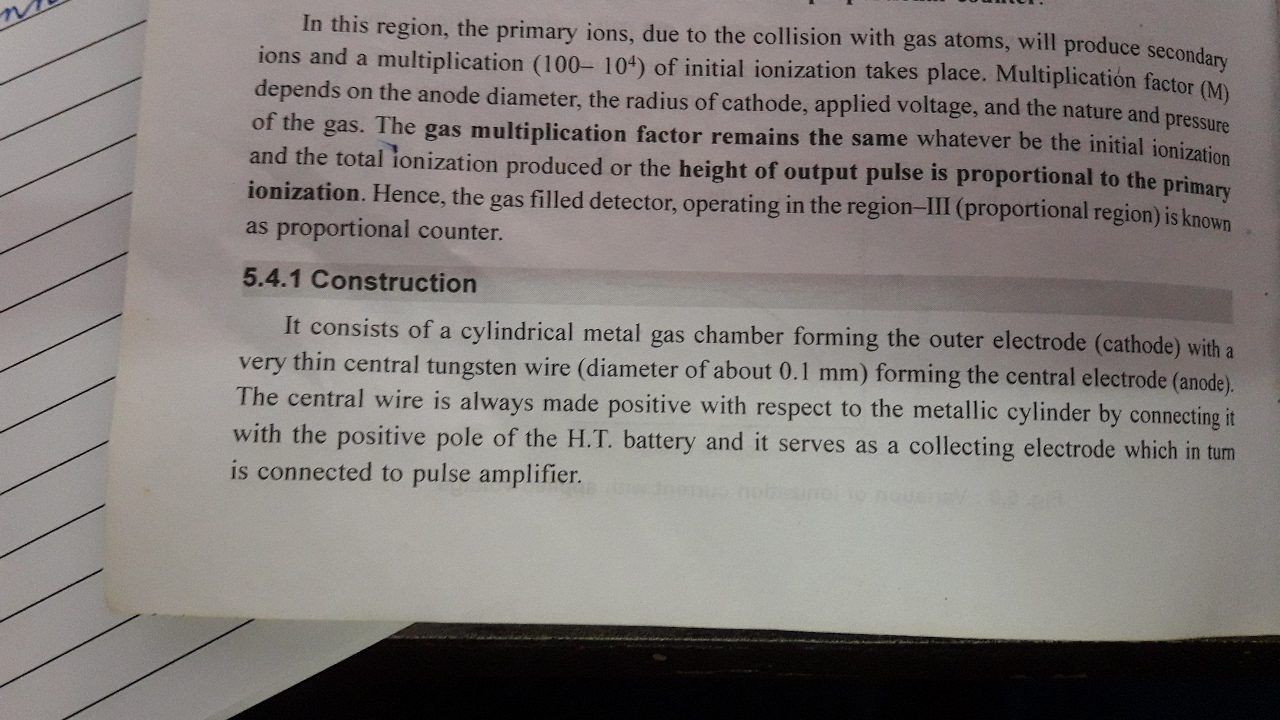 In this region, the primary ions, due to the collision with gas atoms, will produce secondary
ions and a multiplication (100– 10⁴) of initial ionization takes place. Multiplication factor (M)
depends on the anode diameter, the radius of cathode, applied voltage, and the nature and pressure
of the gas. The gas multiplication factor remains the same whatever be the initial ionization
and the total ionization produced or the height of output pulse is proportional to the primary
ionization. Hence, the gas filled detector, operating in the region–III (proportional region) is known
as proportional counter.
5.4.1 Construction
It consists of a cylindrical metal gas chamber forming the outer electrode (cathode) with a
very thin central tungsten wire (diameter of about 0.1 mm) forming the central electrode (anode).
The central wire is always made positive with respect to the metallic cylinder by connecting it
with the positive pole of the H.T. battery and it serves as a collecting electrode which in turn
is connected to pulse amplifier.